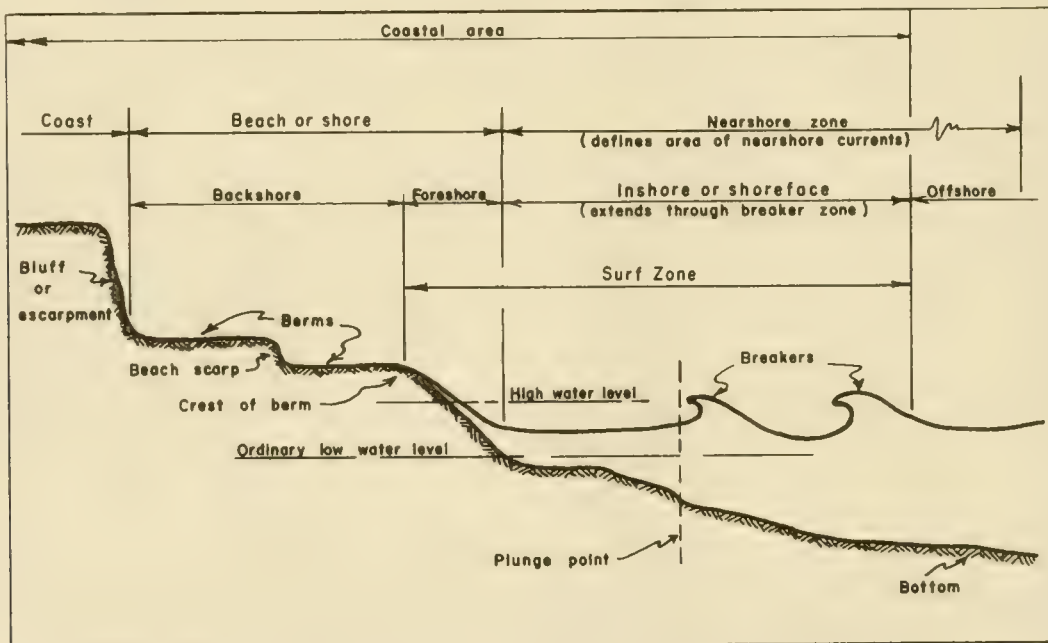 Coastal area
Coast
Beach or shore
Nearshore zone
(defines area of nearshore currents)
Backshore
Foreshore
Inshore or shoreface
(extends through breaker zone)
Offshore
Surf Zone
Bluff
or
escarpment
Berms
Beach scarp
Crest of berm
Breakers
High water level
Ordinary low water level
Plunge point
Bottom